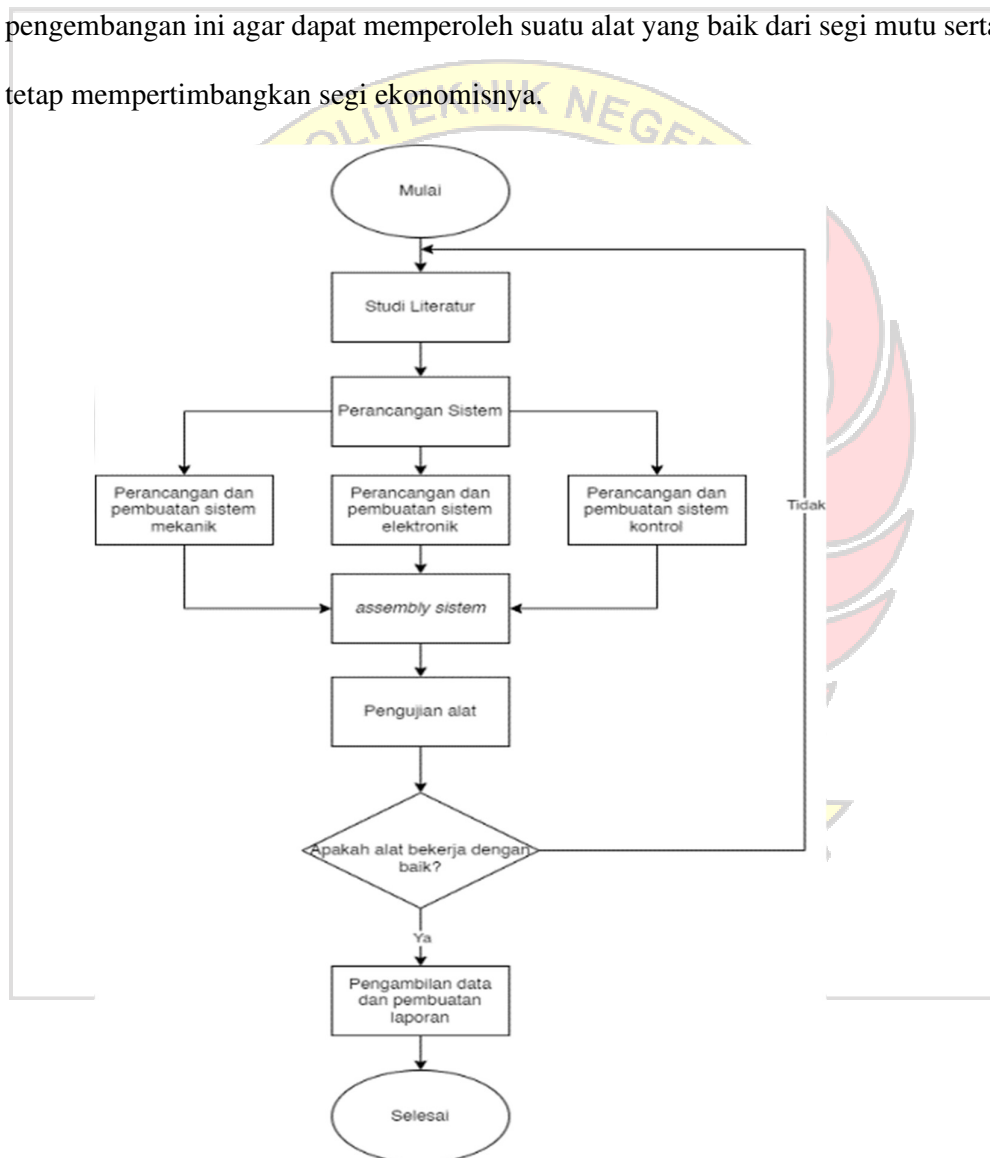 pengembangan ini agar dapat memperoleh suatu alat yang baik dari segi mutu serta
tetap mempertimbangkan segi ekonomisnya.
Mulai
Studi Literatur
Perancangan Sistem
Perancangan dan
pembuatan sistem
mekanik
Perancangan dan
pembuatan sistem
elektronik
Perancangan dan
pembuatan sistem
kontrol
Tidak
assembly sistem
Pengujian alat
Apakah alat bekerja dengan
baik?
Ya
Pengambilan data
dan pembuatan
laporan
Selesai